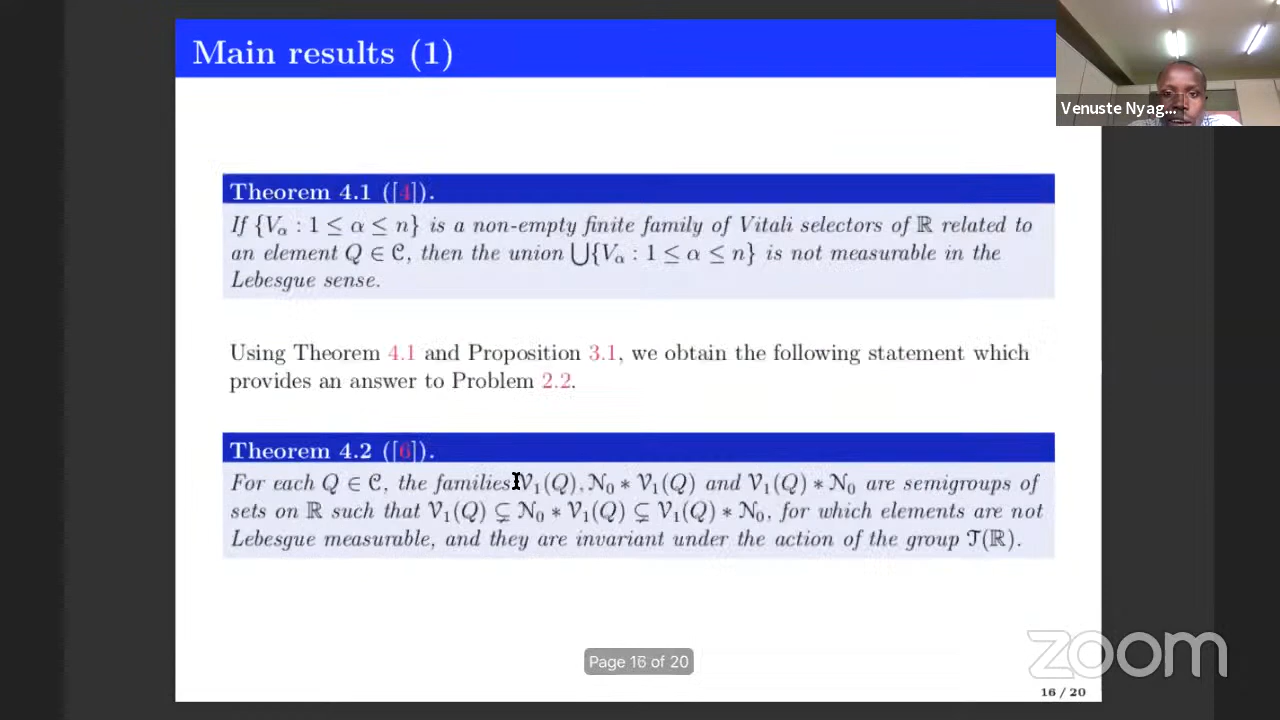 Main results (1)
Venuste Nyag...
Theorem 4.1 ([4]).
If {Vα : 1 ≤ α ≤ n} is a non-empty finite family of Vitali selectors of ℝ related to
an element Q ∈ 𝒞, then the union ⋃{Vα : 1 ≤ α ≤ n} is not measurable in the
Lebesgue sense.
Using Theorem 4.1 and Proposition 3.1, we obtain the following statement which
provides an answer to Problem 2.2.
Theorem 4.2 ([6]).
For each Q ∈ 𝒞, the families 𝒱₁(Q), 𝒩₀ ∗ 𝒱₁(Q) and 𝒱₁(Q) ∗ 𝒩₀ are semigroups of
sets on ℝ such that 𝒱₁(Q) ⊊ 𝒩₀ ∗ 𝒱₁(Q) ⊊ 𝒱₁(Q) ∗ 𝒩₀, for which elements are not
Lebesgue measurable, and they are invariant under the action of the group 𝒯(ℝ).
Page 16 of 20
zoom
16 / 20